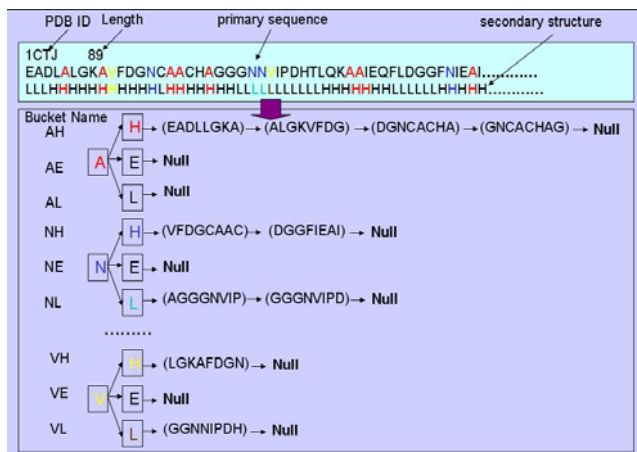 PDB ID Length primary sequence secondary structure
1CTJ 89
EADLALGKAVFDGNCAACHAGGGNNVIPDHTLQKAAIEQFLDGGFNIEAI............
LLLHHHHHHHHHHLHHHHHHHLLLLLLLLLLLHHHHHHHLLLLLLHHHHH............
Bucket Name
AH H (EADLLGKA) (ALGKVFDG) (DGNCACHA) (GNCACHAG) Null
AE A E Null
AL L Null
NH H (VFDGCAAC) (DGGFIEAI) Null
NE N E Null
NL L (AGGGNVIP) (GGGNVIPD) Null
.........
VH H (LGKAFDGN) Null
VE V E Null
VL L (GGNNIPDH) Null